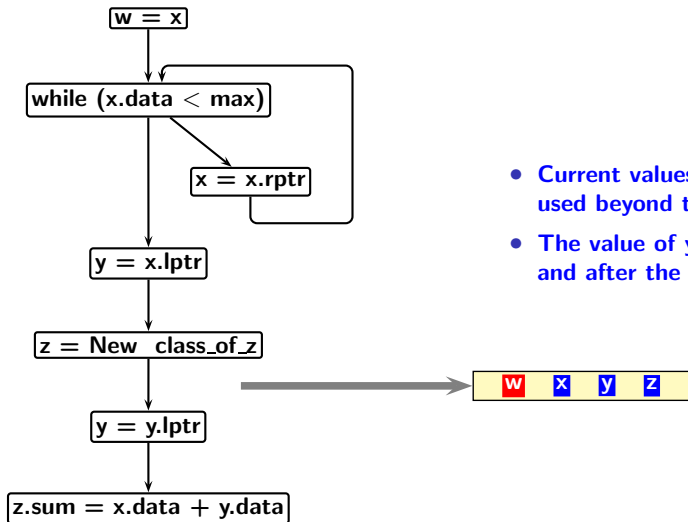 w = x
while (x.data < max)
x = x.rptr
y = x.lptr
z = New class_of_z
y = y.lptr
z.sum = x.data + y.data
• Current values
used beyond
• The value of
and after the
w x y z